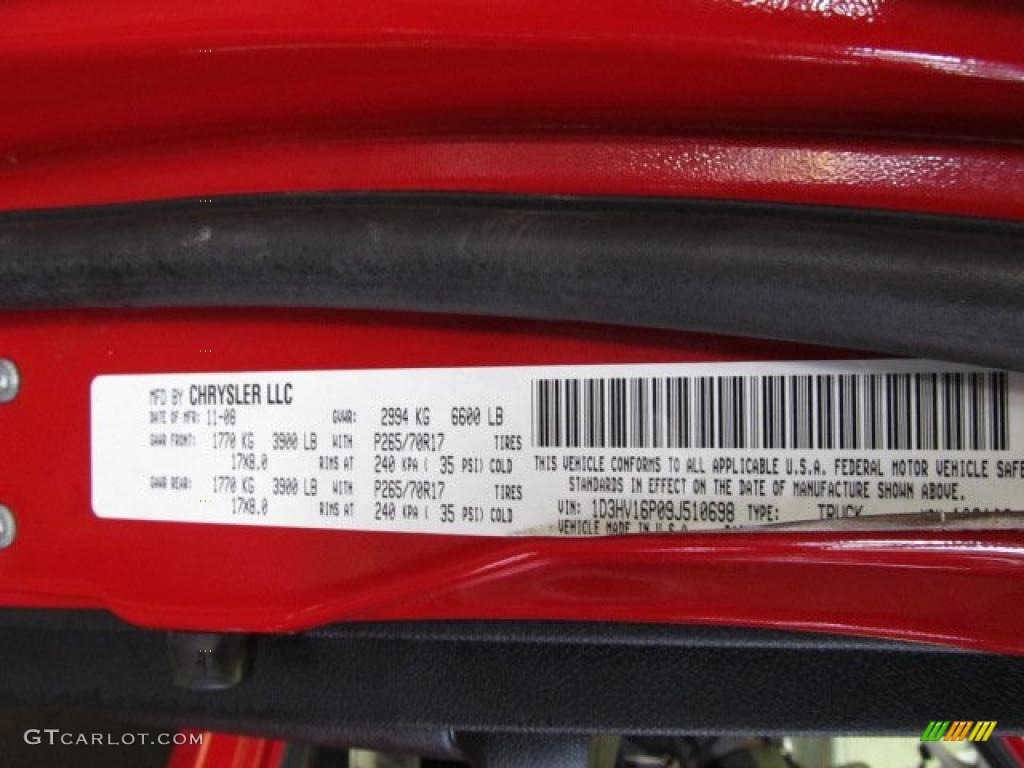 MFD BY CHRYSLER LLC
DATE OF MFR: 11-08 GVWR: 2994 KG 6600 LB
GAWR FRONT: 1770 KG 3900 LB WITH P265/70R17 TIRES
17X8.0 RIMS AT 240 KPA ( 35 PSI) COLD
GAWR REAR: 1770 KG 3900 LB WITH P265/70R17 TIRES
17X8.0 RIMS AT 240 KPA ( 35 PSI) COLD
THIS VEHICLE CONFORMS TO ALL APPLICABLE U.S.A. FEDERAL MOTOR VEHICLE SAFE
STANDARDS IN EFFECT ON THE DATE OF MANUFACTURE SHOWN ABOVE.
VIN: 1D3HV16P09J510698 TYPE: TRUCK
VEHICLE MADE IN U.S.A
GTCARLOT.COM